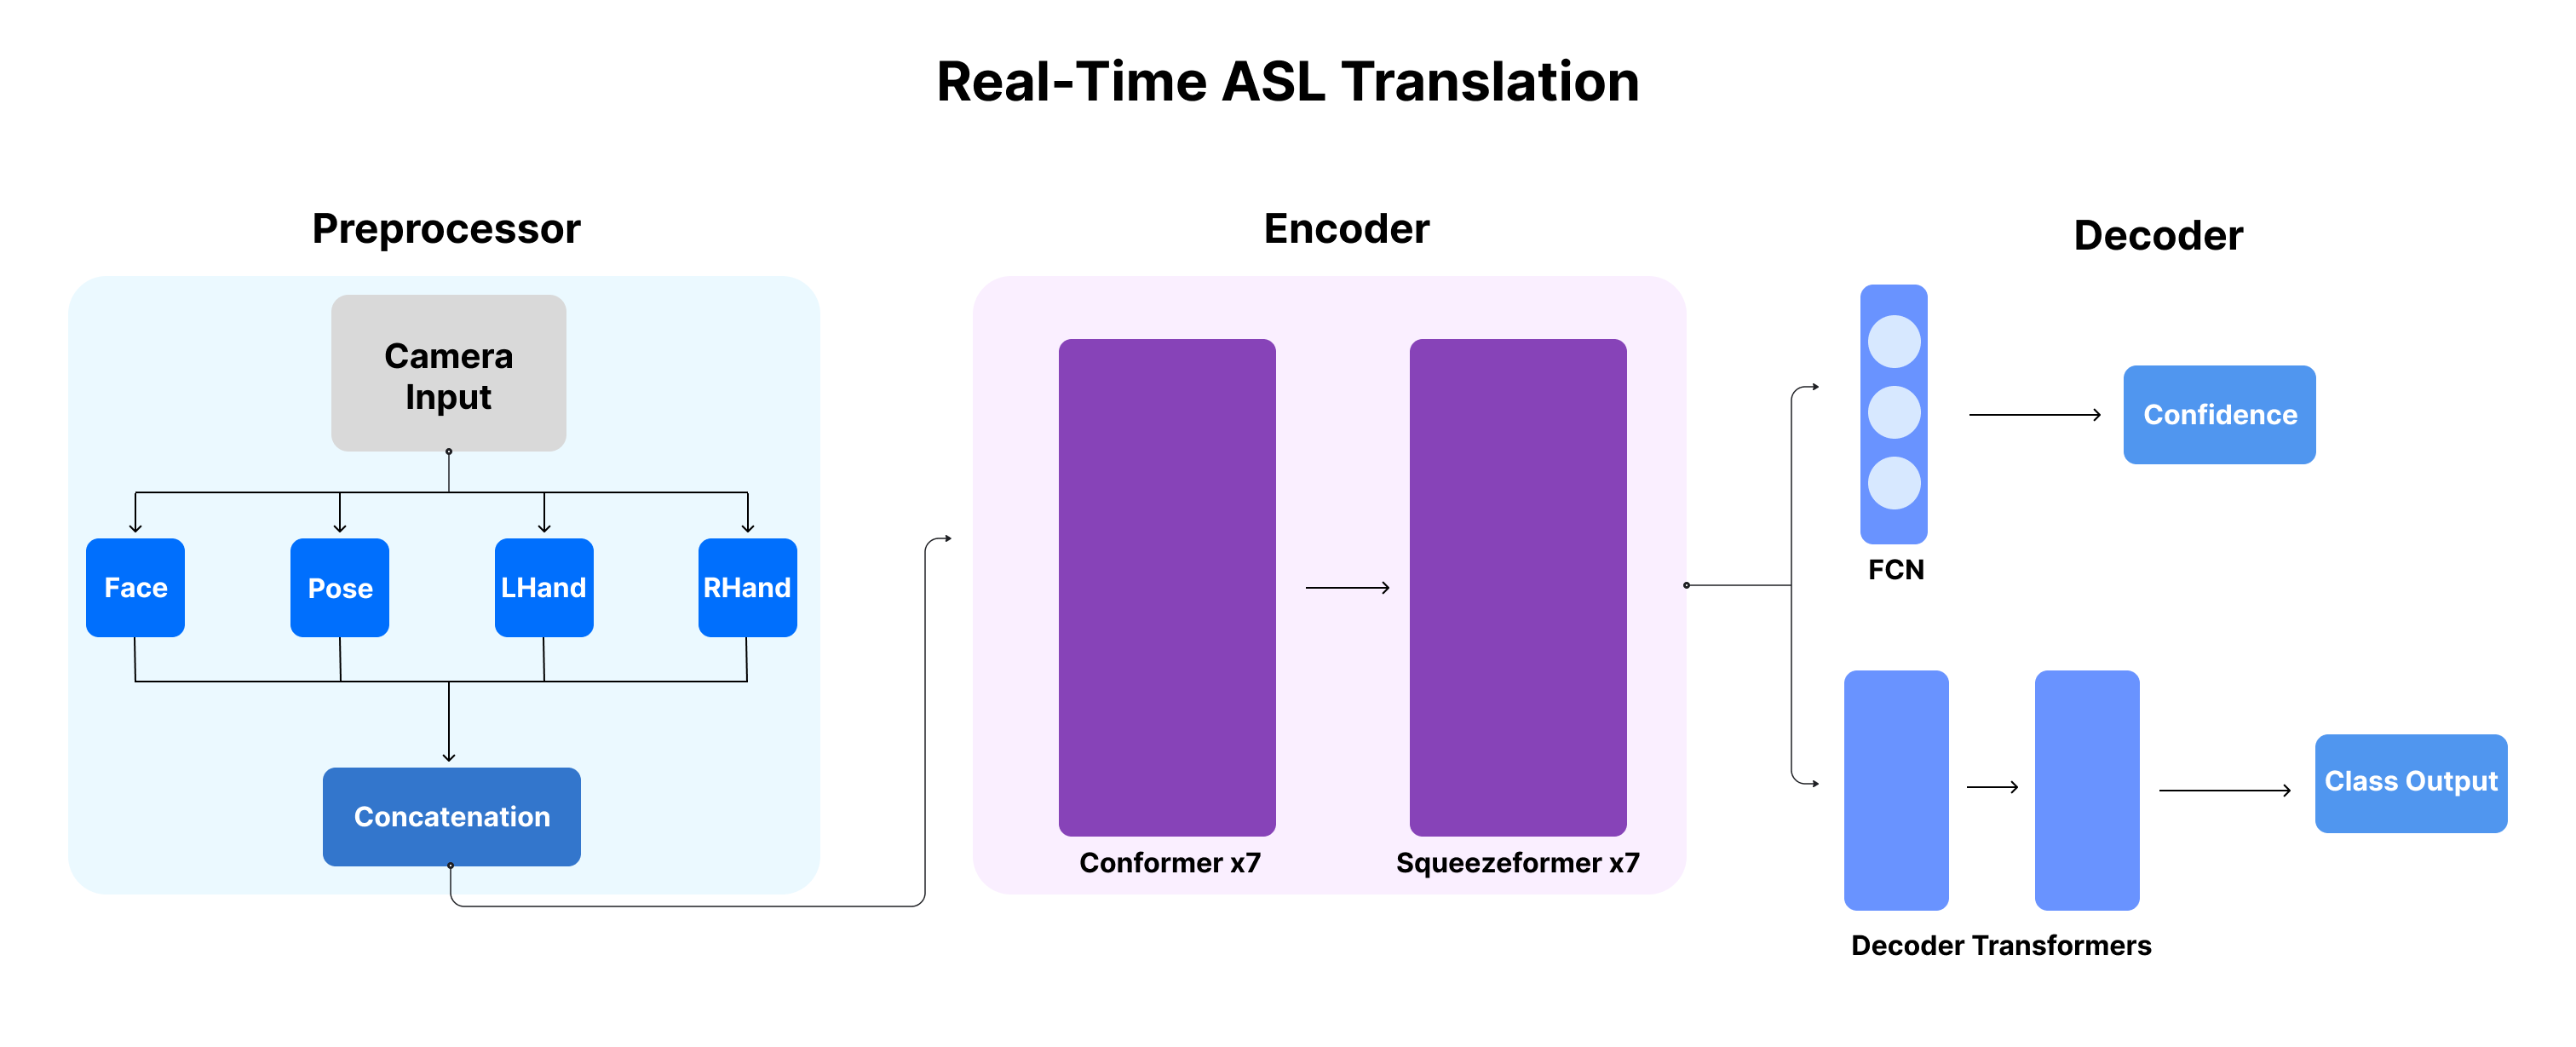 Real-Time ASL Translation
Preprocessor
Camera
Input
Face
Pose
LHand
RHand
Concatenation
Encoder
Conformer x7
Squeezeformer x7
Decoder
FCN
Confidence
Decoder Transformers
Class Output